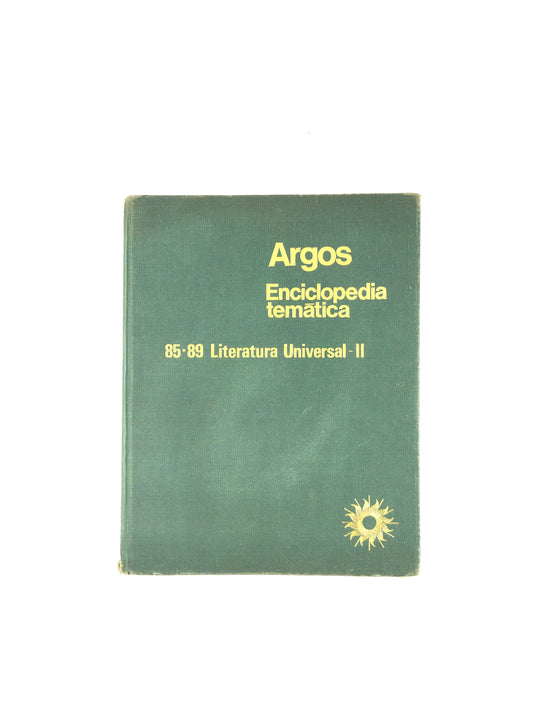 Argos
Enciclopedia
temática
85·89 Literatura Universal-II